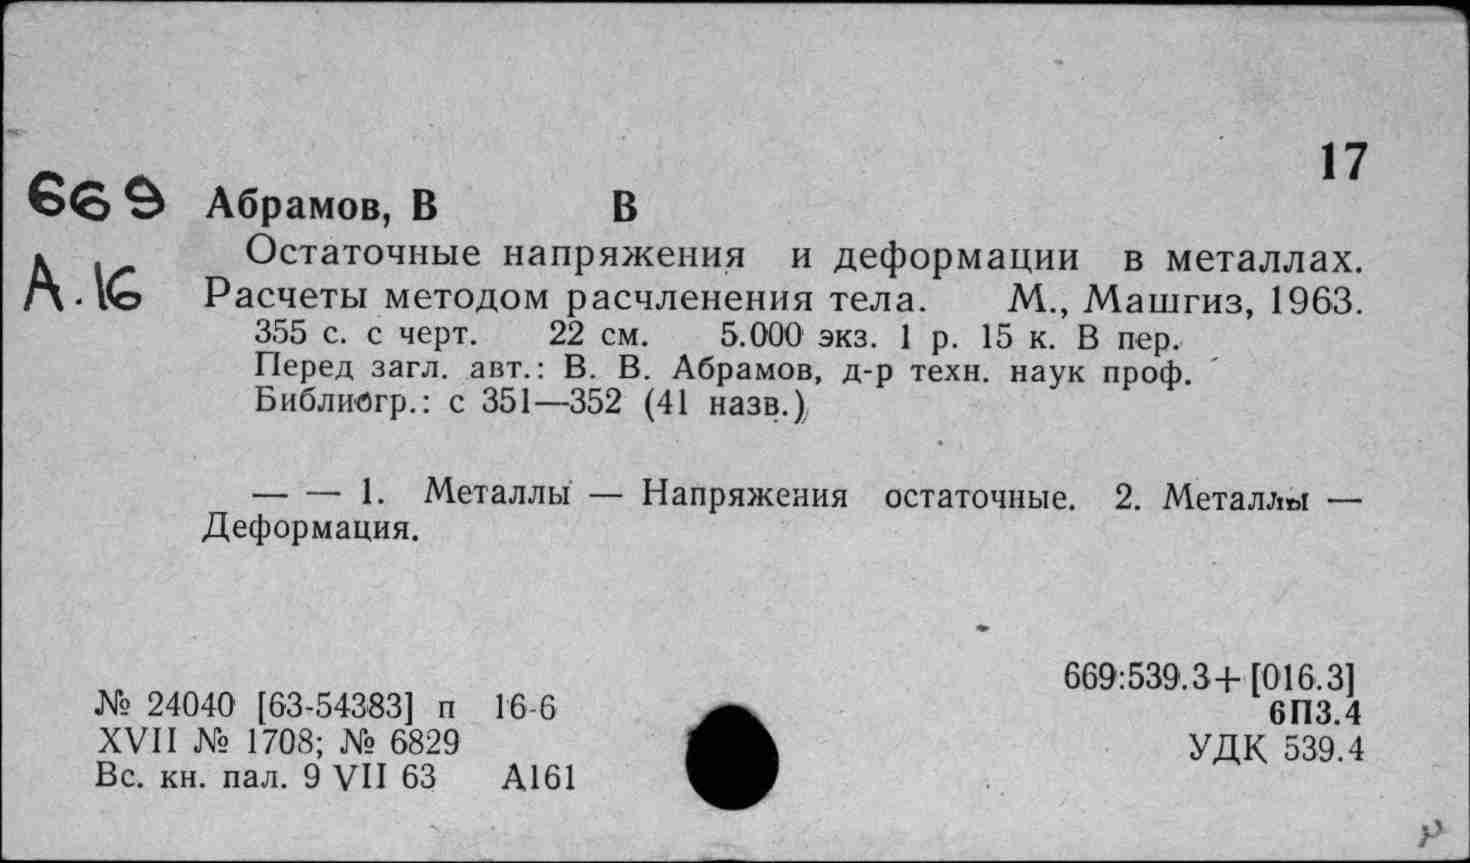 17
669 Абрамов, В В
Остаточные напряжения и деформации в металлах.
А.16 Расчеты методом расчленения тела. М., Машгиз, 1963.
355 с. с черт. 22 см. 5.000 экз. 1 р. 15 к. В пер.
Перед загл. авт.: В. В. Абрамов, д-р техн. наук проф.
Библиогр.: с 351—352 (41 назв.)
— — 1. Металлы — Напряжения остаточные. 2. Металлы —
Деформация.
669:539.3+[016.3]
№ 24040 [63-54383] п 16-6
6П3.4
XVII № 1708; № 6829
УДК 539.4
Вс. кн. пал. 9 VII 63 А161